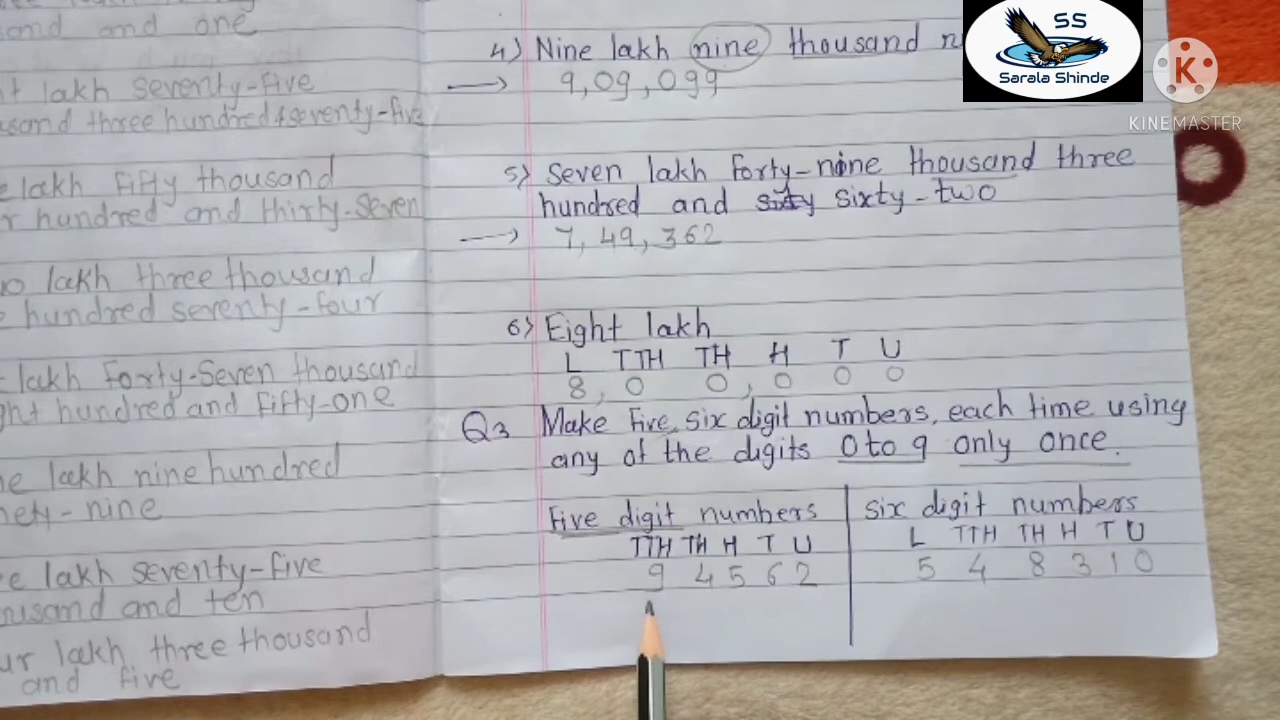 sand and one
lakh seventy-five
sand three hundred & seventy-five
lakh Fifty thousand
hundred and thirty-seven
lakh three thousand
hundred seventy-four
lakh Forty-Seven thousand
hundred and Fifty-one
lakh nine hundred
nine
lakh seventy-five
and ten
lakh three thousand
and five
4) Nine lakh nine thousand
→ 9,09,099
5) Seven lakh forty-nine thousand three
hundred and sixty sixty-two
→ 7,49,362
6) Eight lakh
L TTH TH H T U
8, 0 0, 0 0 0
Q3 Make Five, six digit numbers, each time using
any of the digits 0 to 9 only once.
Five digit numbers
TTH TH H T U
9 4 5 6 2
Six digit numbers
L TTH TH H T U
5 4 8 3 1 0
SS
Sarala Shinde
K
KINEMASTER